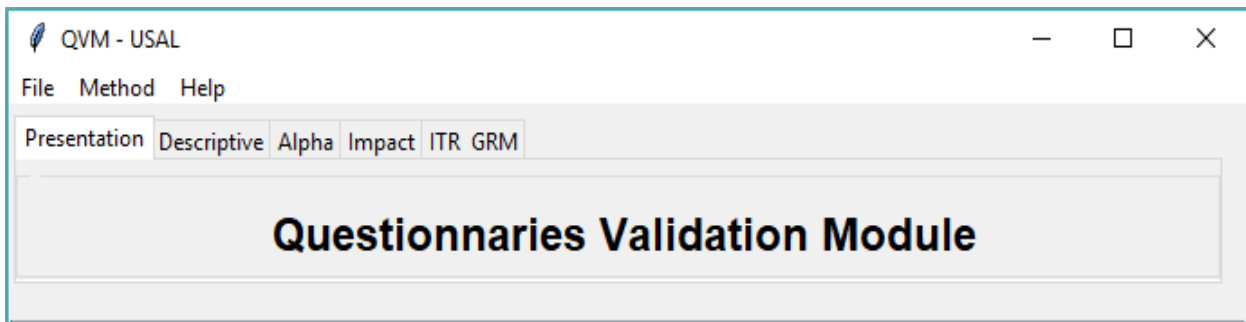 QVM - USAL
File Method Help
Presentation Descriptive Alpha Impact ITR GRM
Questionnaries Validation Module